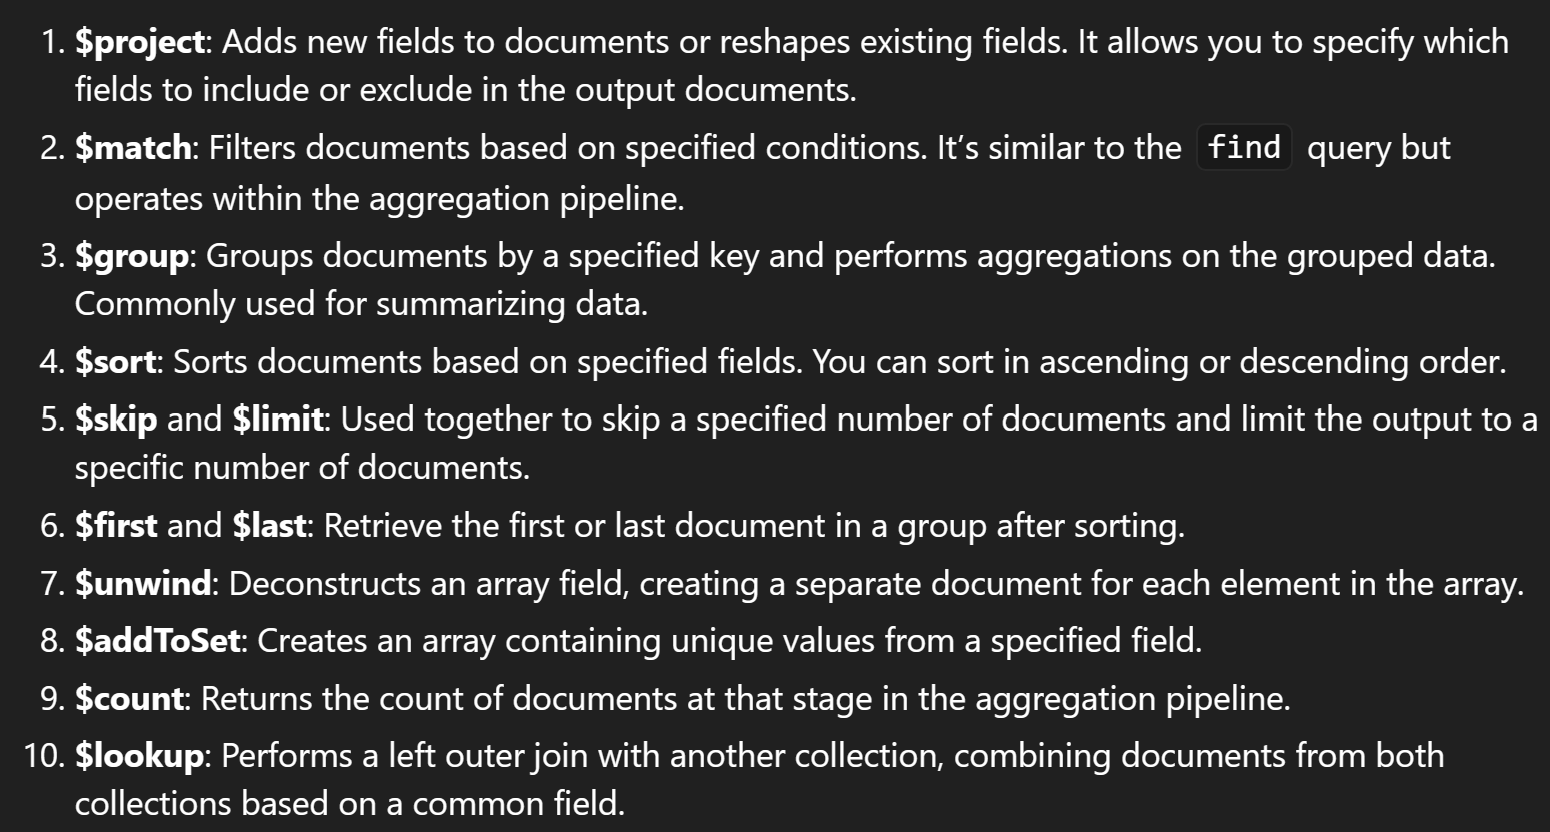 1. $project: Adds new fields to documents or reshapes existing fields. It allows you to specify which
fields to include or exclude in the output documents.
2. $match: Filters documents based on specified conditions. It’s similar to the find query but
operates within the aggregation pipeline.
3. $group: Groups documents by a specified key and performs aggregations on the grouped data.
Commonly used for summarizing data.
4. $sort: Sorts documents based on specified fields. You can sort in ascending or descending order.
5. $skip and $limit: Used together to skip a specified number of documents and limit the output to a
specific number of documents.
6. $first and $last: Retrieve the first or last document in a group after sorting.
7. $unwind: Deconstructs an array field, creating a separate document for each element in the array.
8. $addToSet: Creates an array containing unique values from a specified field.
9. $count: Returns the count of documents at that stage in the aggregation pipeline.
10. $lookup: Performs a left outer join with another collection, combining documents from both
collections based on a common field.